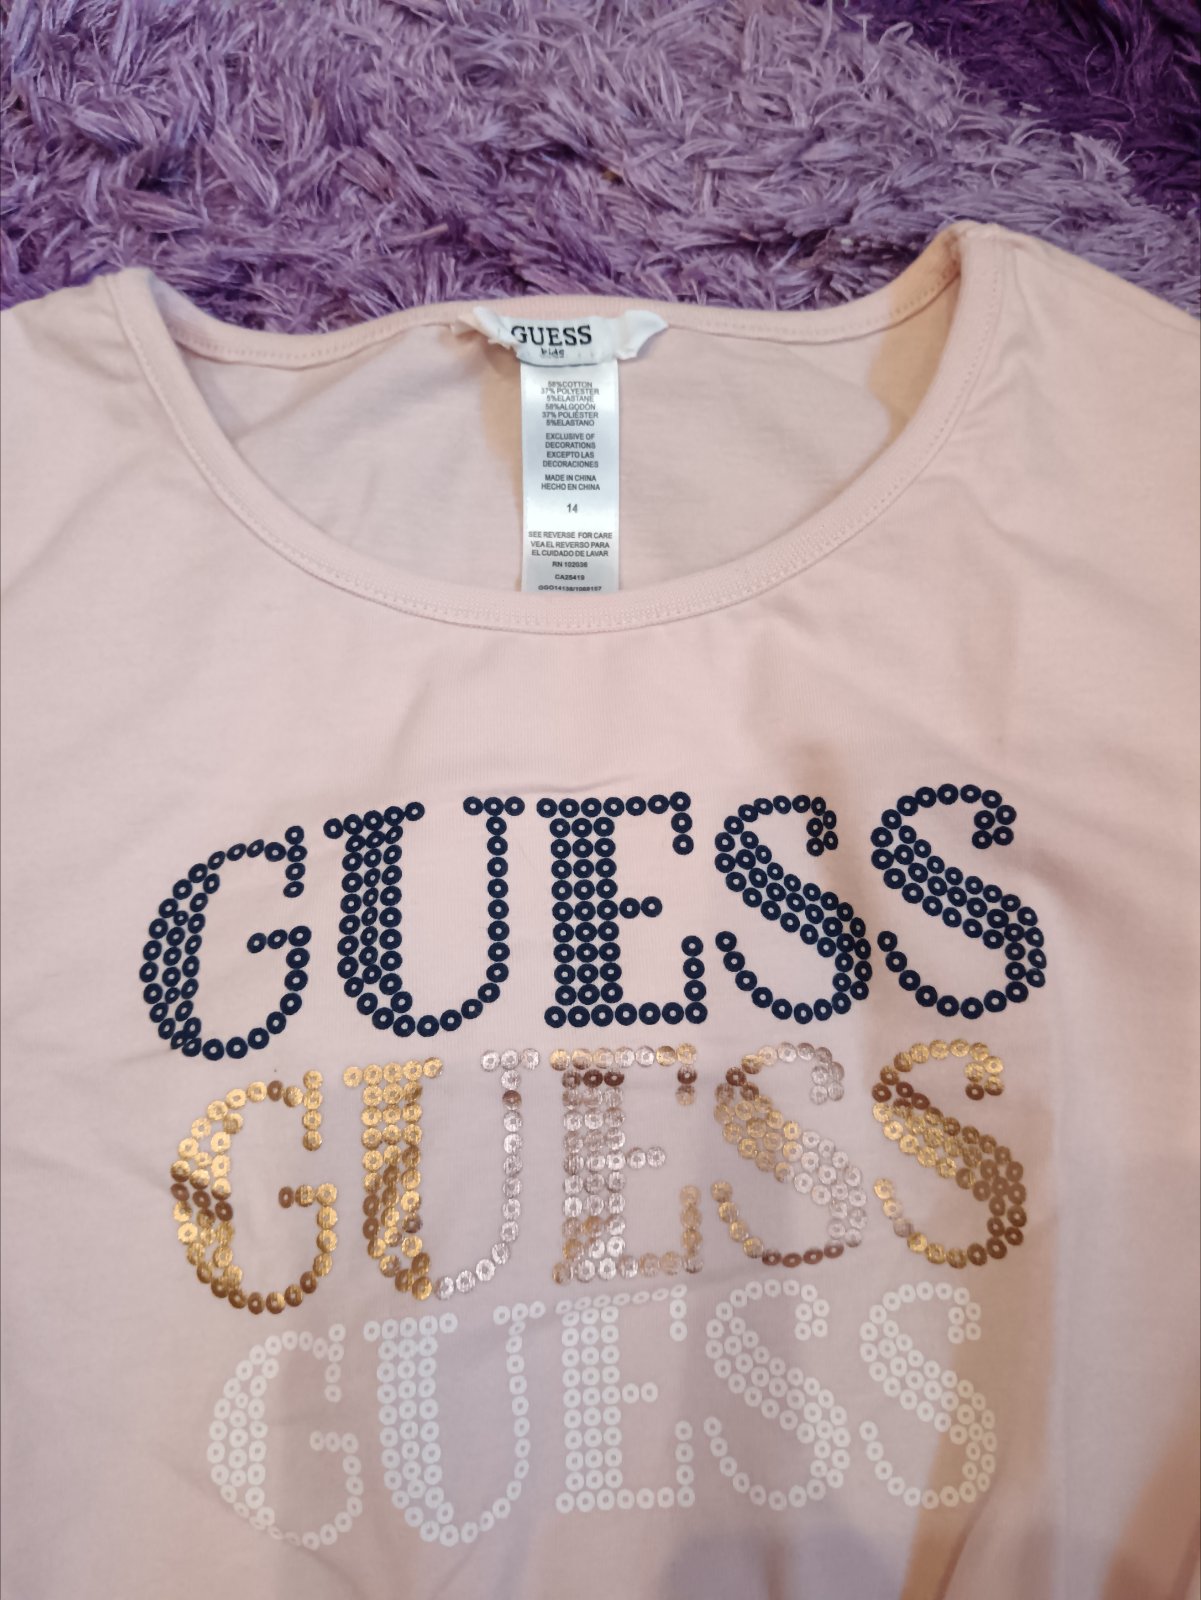 GUESS
kids
58%COTTON
37% POLYESTER
5%ELASTANE
58%ALGODÓN
37% POLIÉSTER
5%ELASTANO
EXCLUSIVE OF
DECORATIONS
EXCEPTO LAS
DECORACIONES
MADE IN CHINA
HECHO EN CHINA
14
SEE REVERSE FOR CARE
VEA EL REVERSO PARA
EL CUIDADO DE LAVAR
RN 102036
CA25419
GUESS
GUESS
GUESS